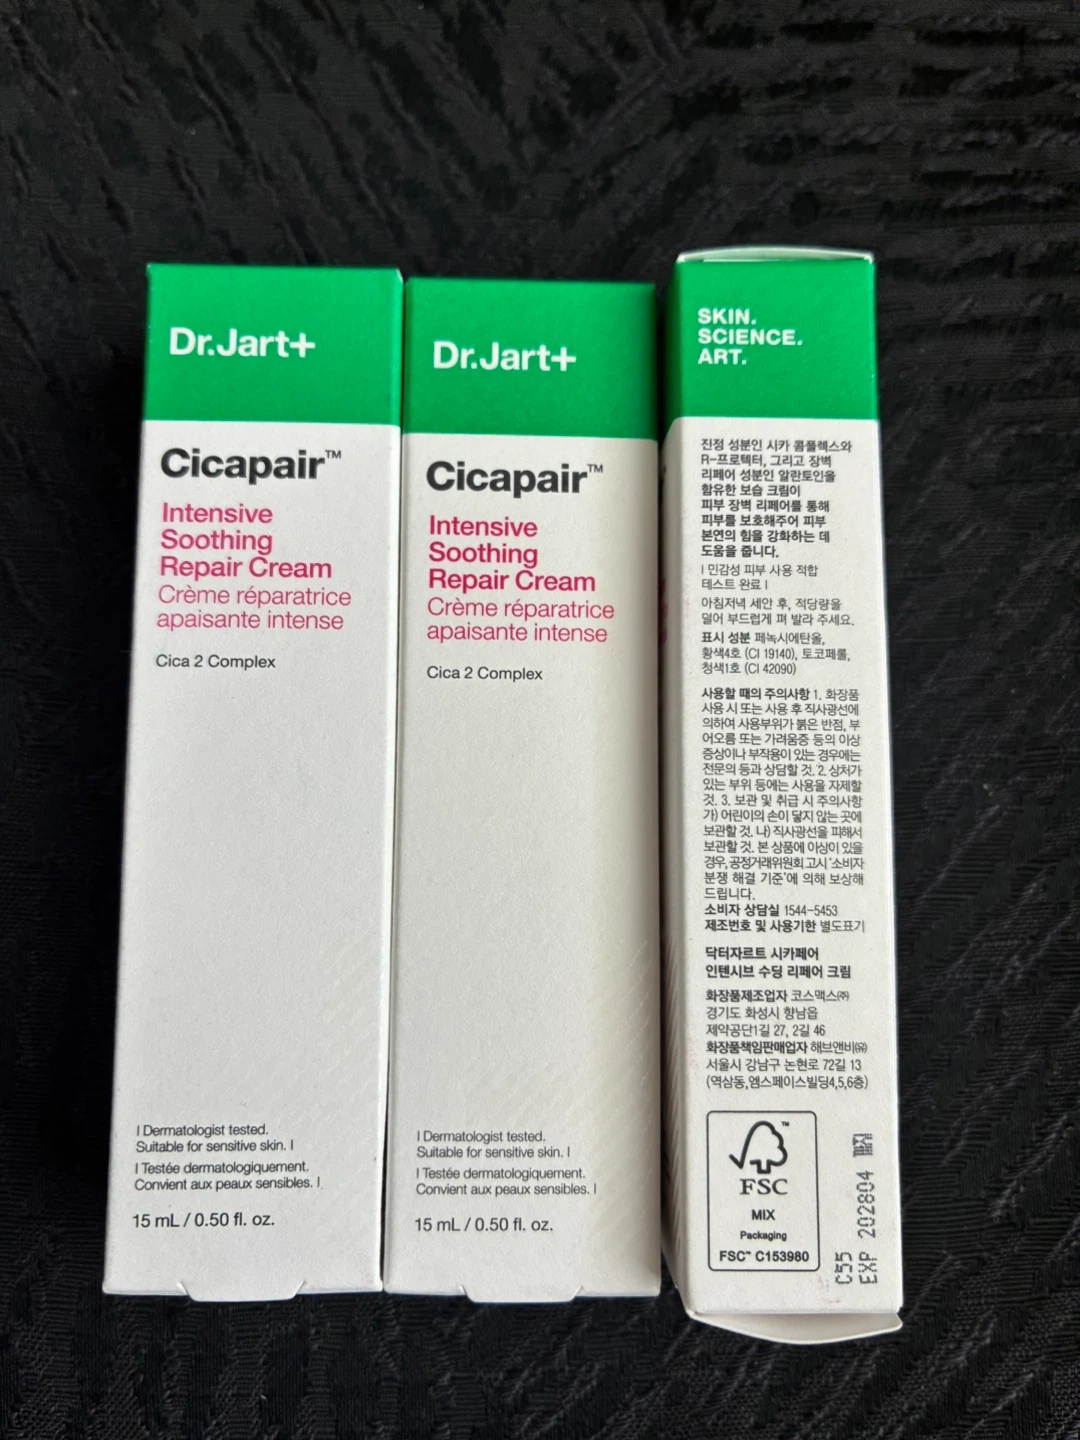 Dr.Jart+
Cicapair™
Intensive
Soothing
Repair Cream
Crème réparatrice
apaisante intense
Cica 2 Complex
| Dermatologist tested.
Suitable for sensitive skin. |
| Testée dermatologiquement.
Convient aux peaux sensibles. |
15 mL / 0.50 fl. oz.
Dr.Jart+
Cicapair™
Intensive
Soothing
Repair Cream
Crème réparatrice
apaisante intense
Cica 2 Complex
| Dermatologist tested.
Suitable for sensitive skin. |
| Testée dermatologiquement.
Convient aux peaux sensibles. |
15 mL / 0.50 fl. oz.
SKIN.
SCIENCE.
ART.
진정 성분인 시카 콤플렉스와
R-프로텍터, 그리고 장벽
리페어 성분인 알란토인을
함유한 보습 크림이
피부 장벽 리페어를 통해
피부를 보호해주어 피부
본연의 힘을 강화하는 데
도움을 줍니다.
| 민감성 피부 사용 적합
테스트 완료 |
아침저녁 세안 후, 적당량을
덜어 부드럽게 펴 발라 주세요.
표시 성분 페녹시에탄올,
황색4호 (CI 19140), 토코페롤,
청색1호 (CI 42090)
사용할 때의 주의사항 1. 화장품
사용 시 또는 사용 후 직사광선에
의하여 사용부위가 붉은 반점, 부
어오름 또는 가려움증 등의 이상
증상이나 부작용이 있는 경우에는
전문의 등과 상담할 것. 2. 상처가
있는 부위 등에는 사용을 자제할
것. 3. 보관 및 취급 시 주의사항
가) 어린이의 손이 닿지 않는 곳에
보관할 것. 나) 직사광선을 피해서
보관할 것. 본 상품에 이상이 있을
경우, 공정거래위원회 고시 '소비자
분쟁 해결 기준'에 의해 보상해
드립니다.
소비자 상담실 1544-5453
제조번호 및 사용기한 별도표기
닥터자르트 시카페어
인텐시브 수딩 리페어 크림
화장품제조업자 코스맥스㈜
경기도 화성시 향남읍
제약공단1길 27, 2길 46
화장품책임판매업자 해브앤비㈲
서울시 강남구 논현로 72길 13
(역삼동,엠스페이스빌딩4,5,6층)
FSC™
MIX
Packaging
FSC™ C153980
C55
EXP 202804